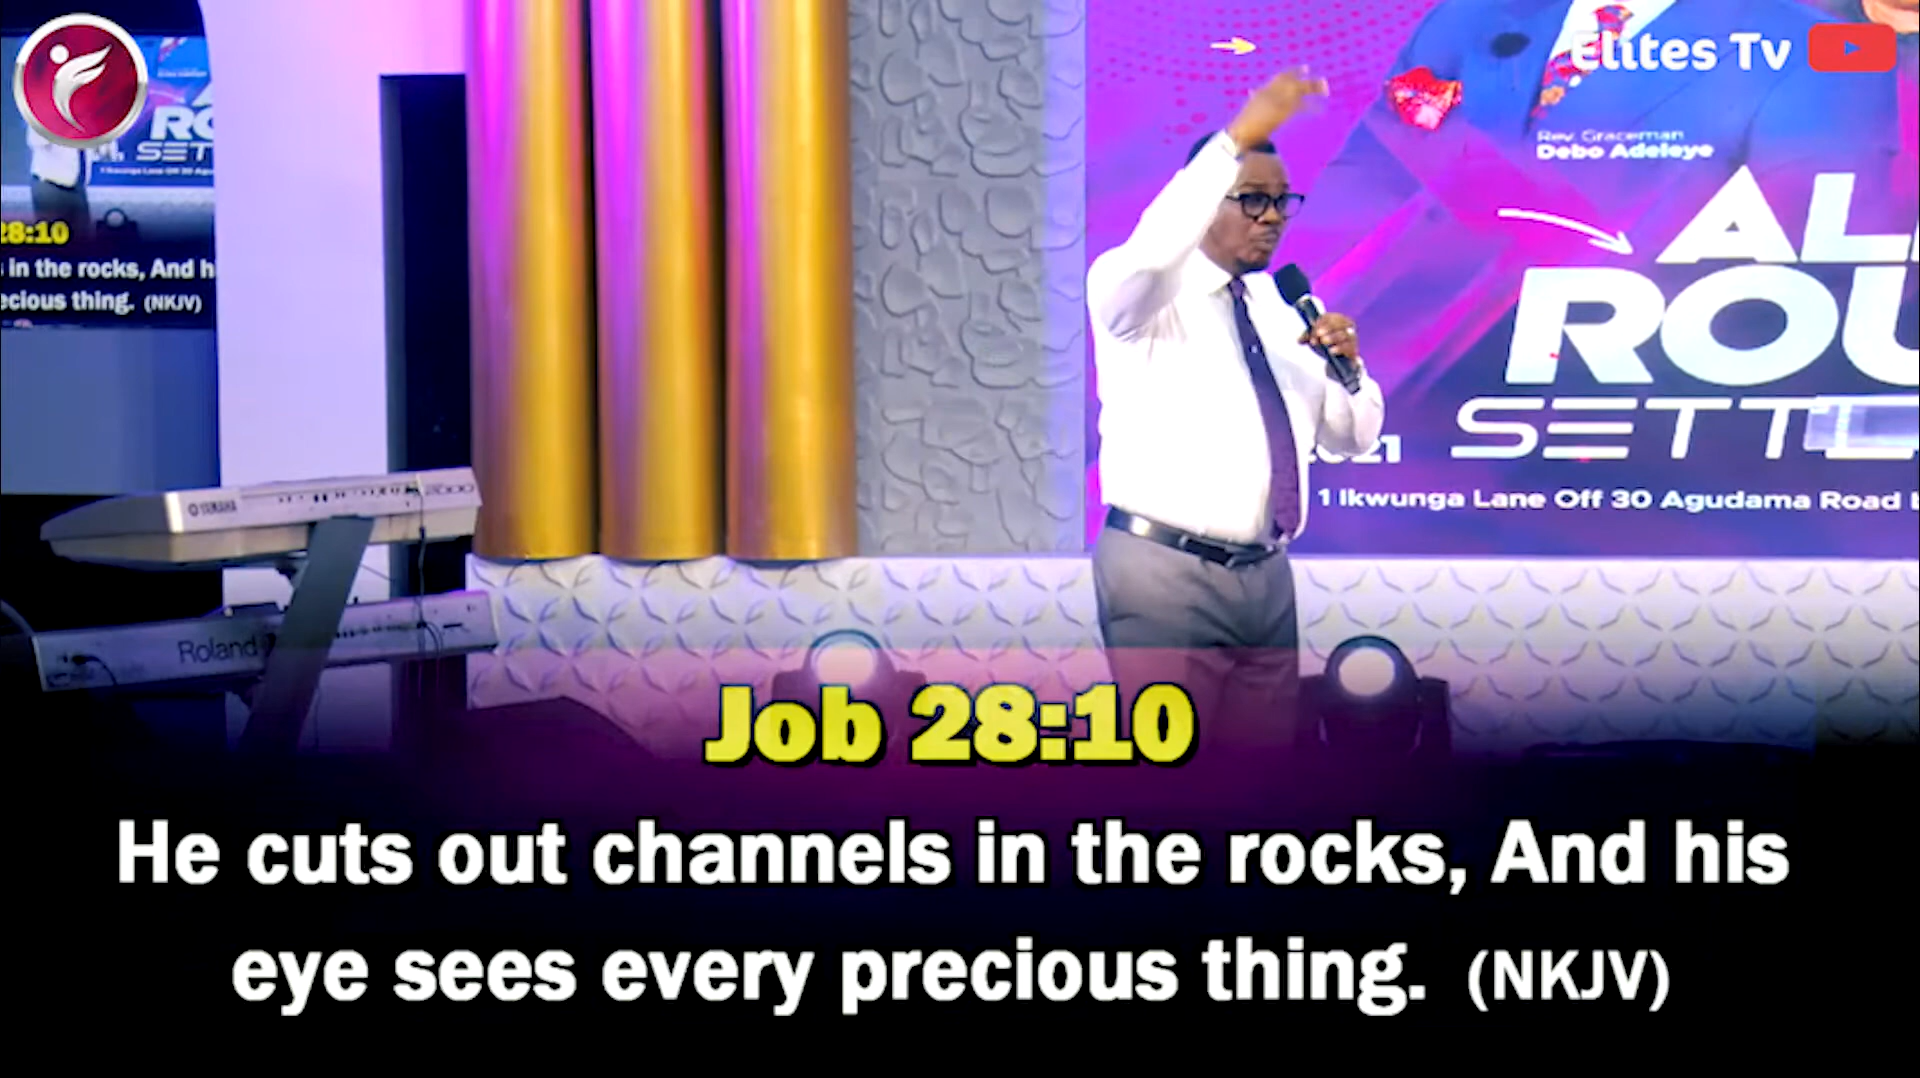 Elites Tv
Rev. Graceman
Debo Adeleye
ROU
SETT
1 Ikwunga Lane Off 30 Agudama Road
28:10
in the rocks, And
thing. (NKJV)
YAMAHA
Roland
Job 28:10
He cuts out channels in the rocks, And his
eye sees every precious thing. (NKJV)